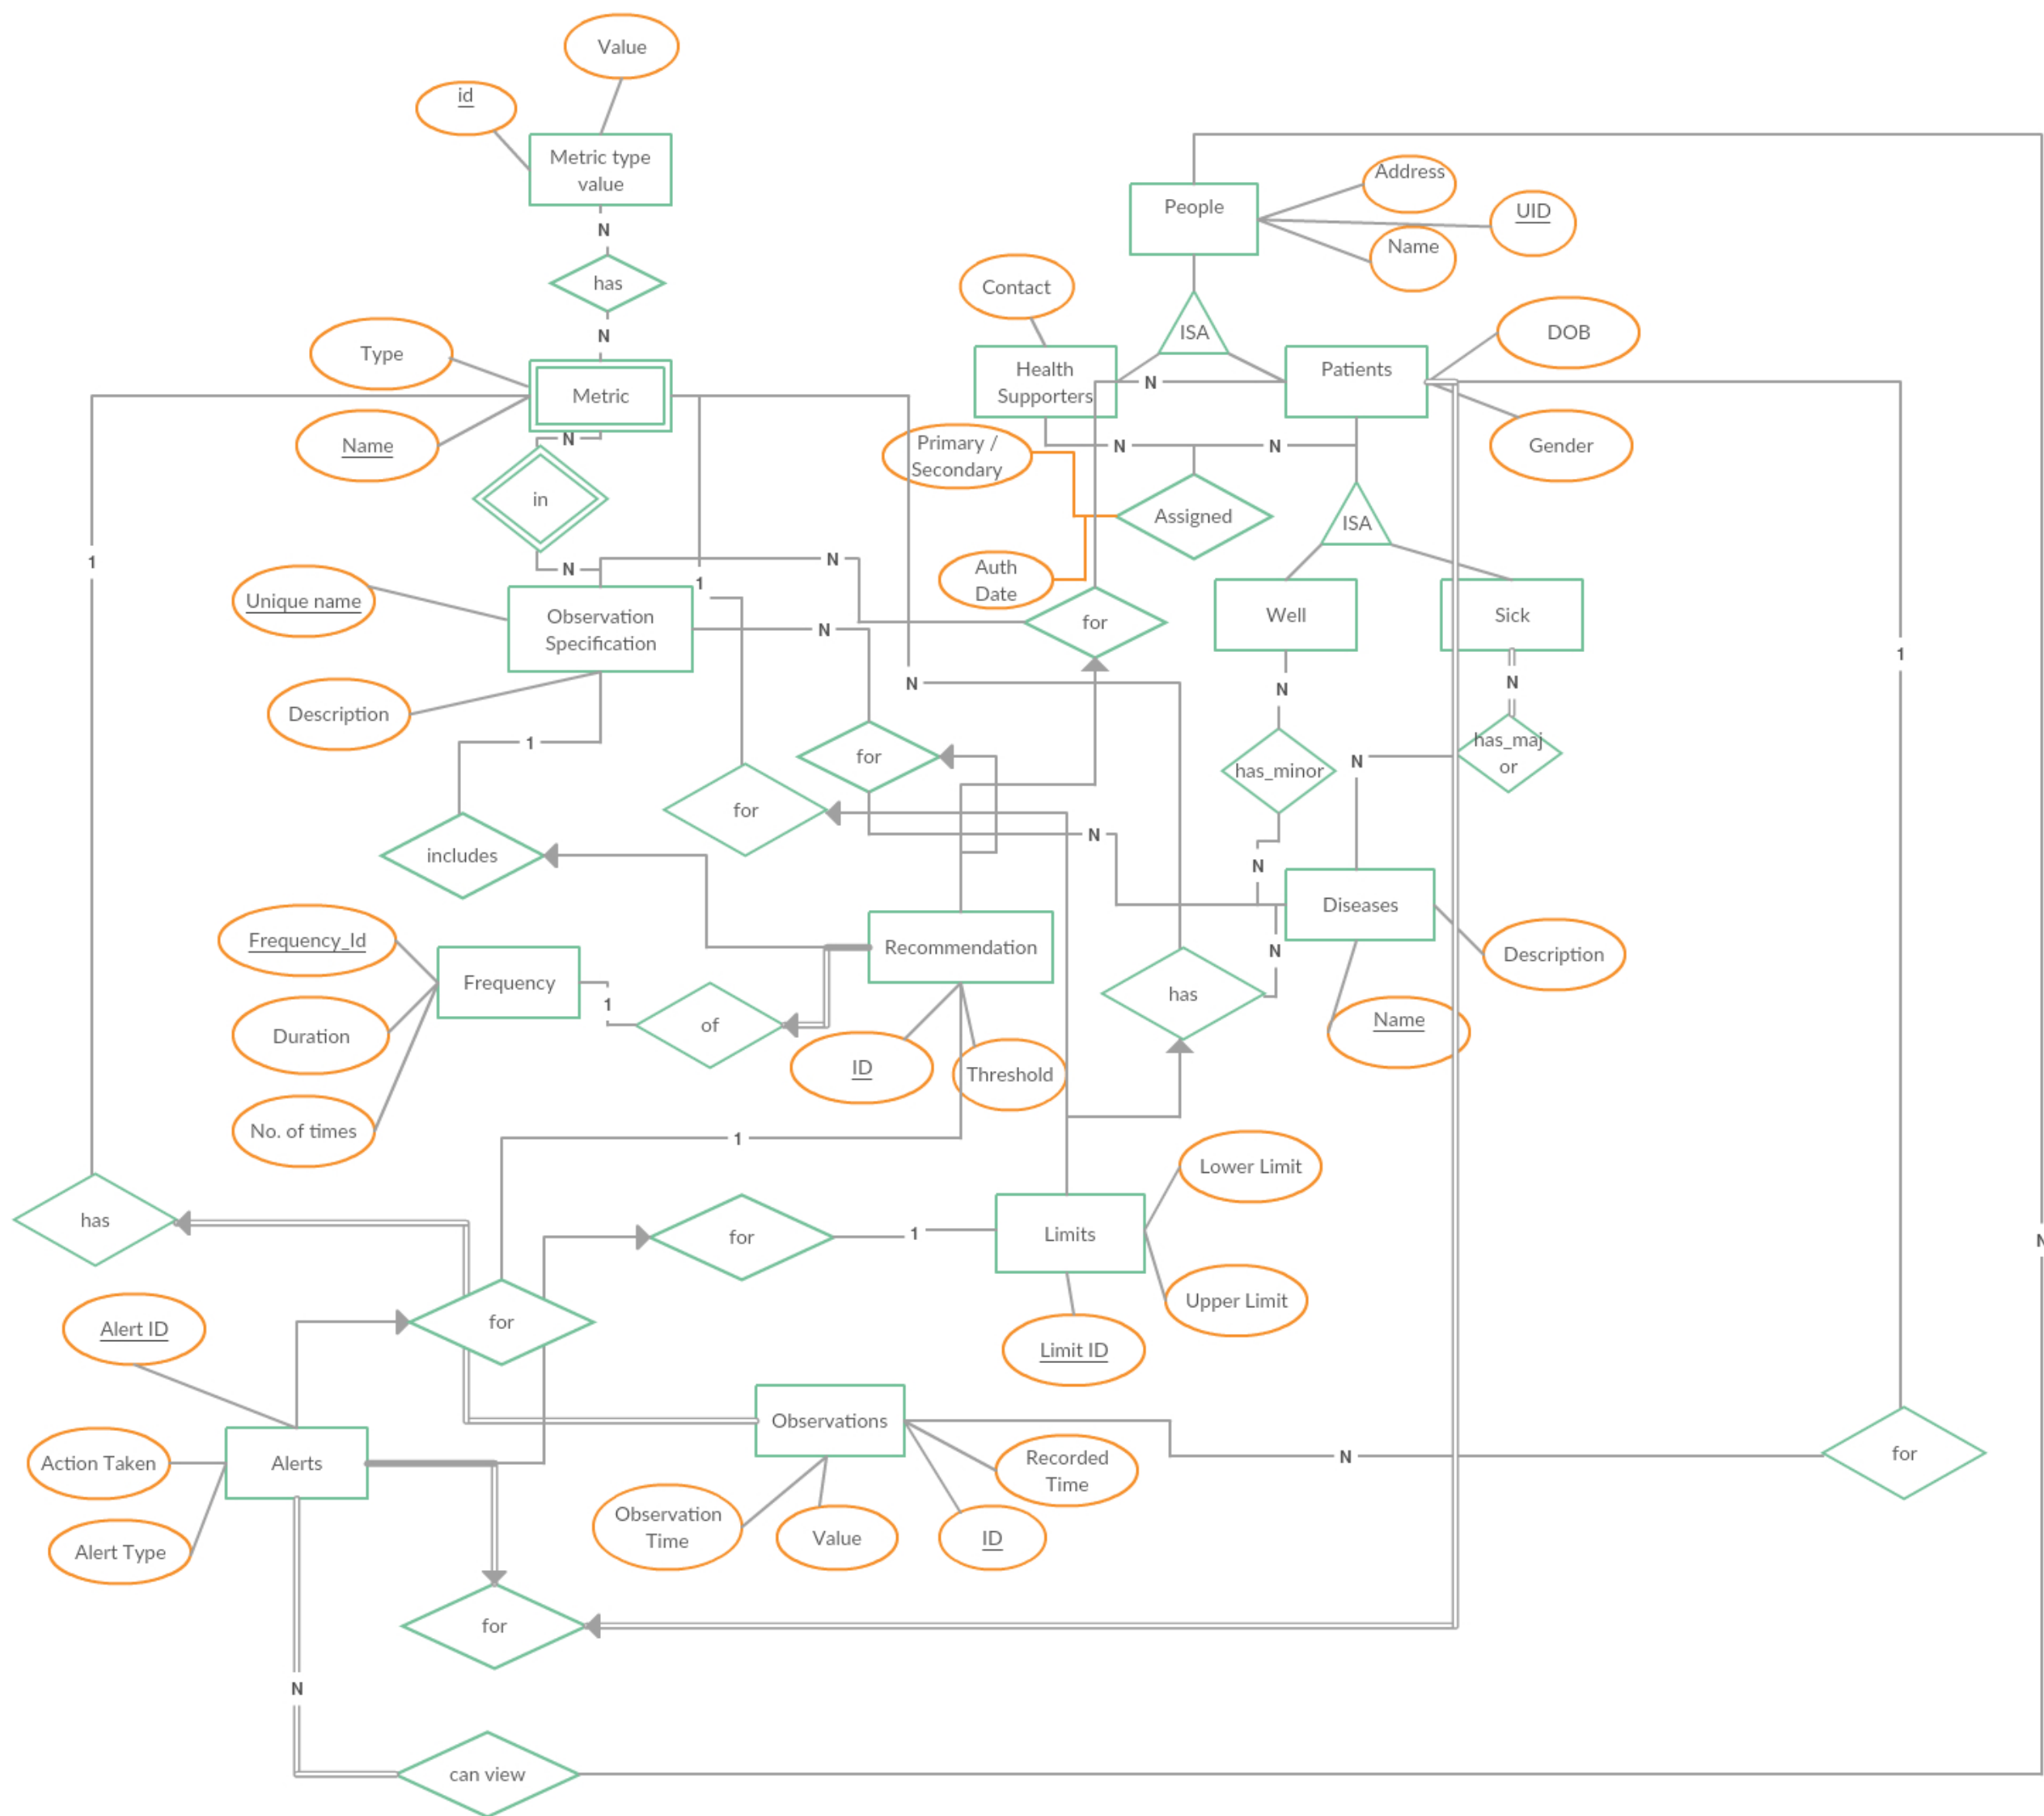 Value
id
Metric type
value
N
has
N
Type
Metric
Name
N
in
N
Unique name
Observation
Specification
Description
1
1
1
N
N
N
People
Address
UID
Name
Contact
ISA
Health
Supporters
N
Patients
DOB
Gender
Primary /
Secondary
N
N
Assigned
ISA
Auth
Date
for
Well
Sick
N
N
has_minor
has_maj
or
N
N
1
for
for
N
includes
Diseases
Description
Name
N
has
Recommendation
ID
Threshold
Frequency_Id
Frequency
Duration
No. of times
1
of
1
has
for
1
Limits
Lower Limit
Upper Limit
Limit ID
N
for
Alert ID
Alerts
Action Taken
Alert Type
Observations
Observation
Time
Value
ID
Recorded
Time
N
for
for
N
can view